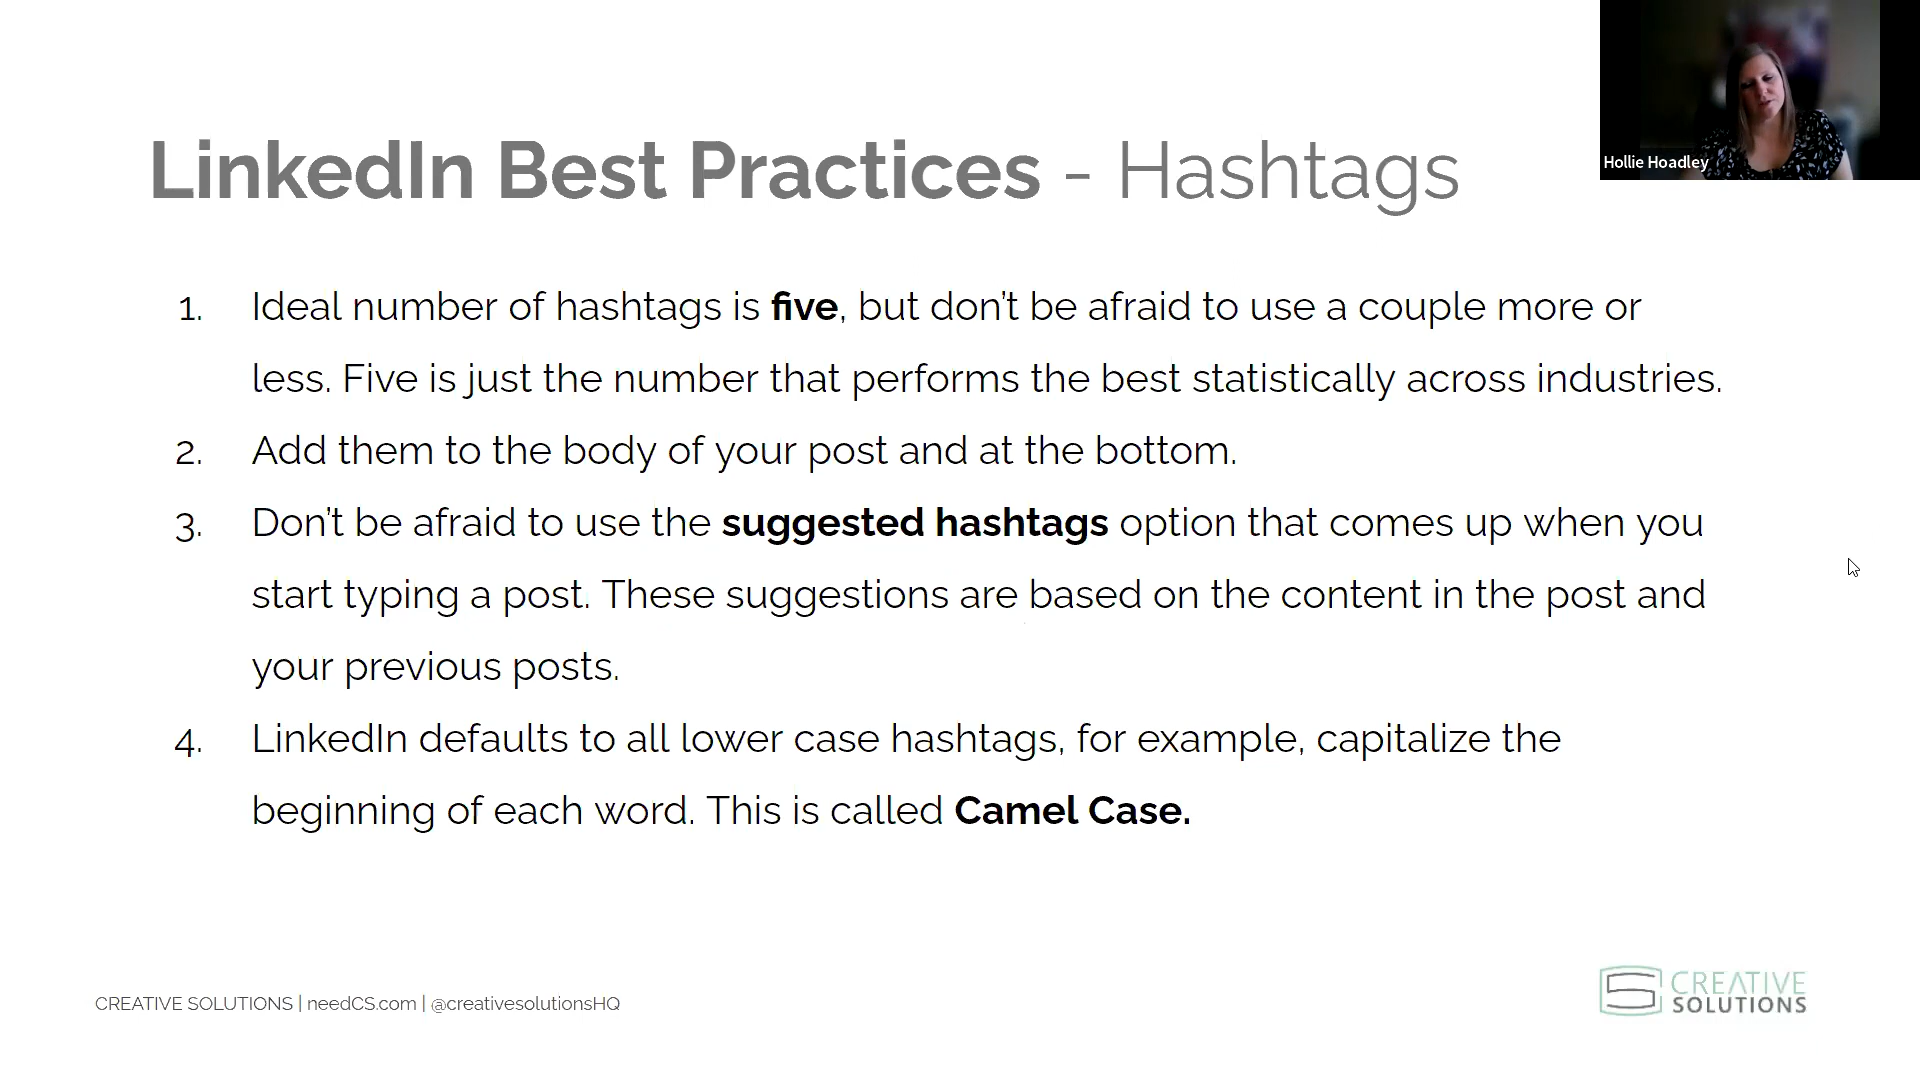 LinkedIn Best Practices - Hashtags
Hollie Hoadley
1. Ideal number of hashtags is five, but don’t be afraid to use a couple more or
less. Five is just the number that performs the best statistically across industries.
2. Add them to the body of your post and at the bottom.
3. Don’t be afraid to use the suggested hashtags option that comes up when you
start typing a post. These suggestions are based on the content in the post and
your previous posts.
4. LinkedIn defaults to all lower case hashtags, for example, capitalize the
beginning of each word. This is called Camel Case.
CREATIVE SOLUTIONS | needCS.com | @creativesolutionsHQ
CREATIVE
SOLUTIONS